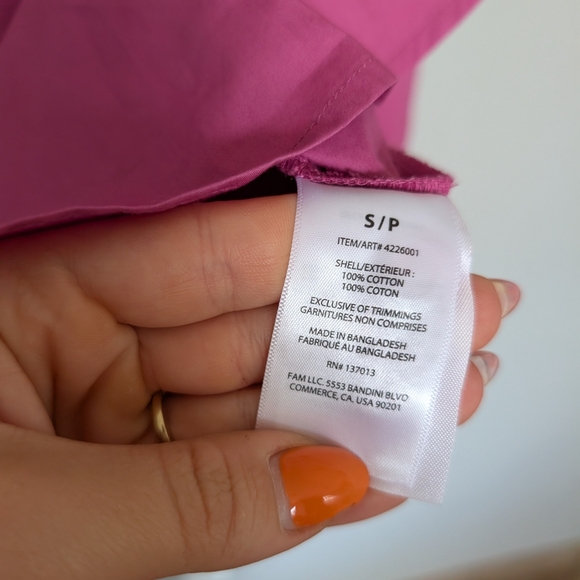 S/P
ITEM/ART# 4226001
SHELL/EXTÉRIEUR :
100% COTTON
100% COTON
EXCLUSIVE OF TRIMMINGS
GARNITURES NON COMPRISES
MADE IN BANGLADESH
FABRIQUÉ AU BANGLADESH
RN# 137013
FAM LLC. 5553 BANDINI BLVD
COMMERCE, CA. USA 90201